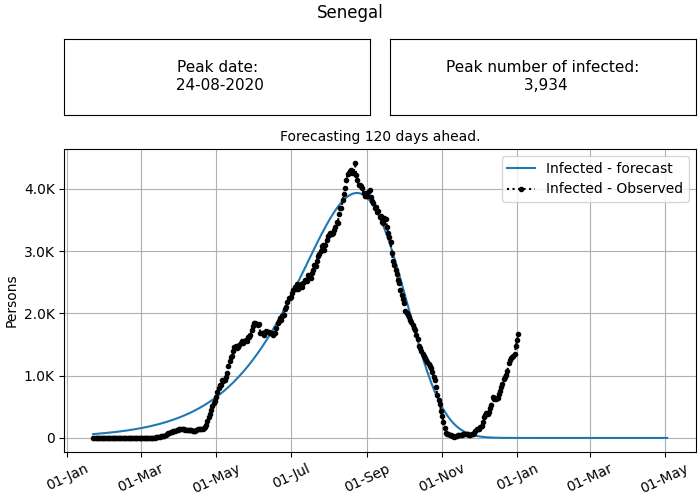 Senegal
Peak date:
24-08-2020
Peak number of infected:
3,934
Forecasting 120 days ahead.
Infected - forecast
Infected - Observed
Persons
4.0K
3.0K
2.0K
1.0K
0
01-Jan
01-Mar
01-May
01-Jul
01-Sep
01-Nov
01-Jan
01-Mar
01-May